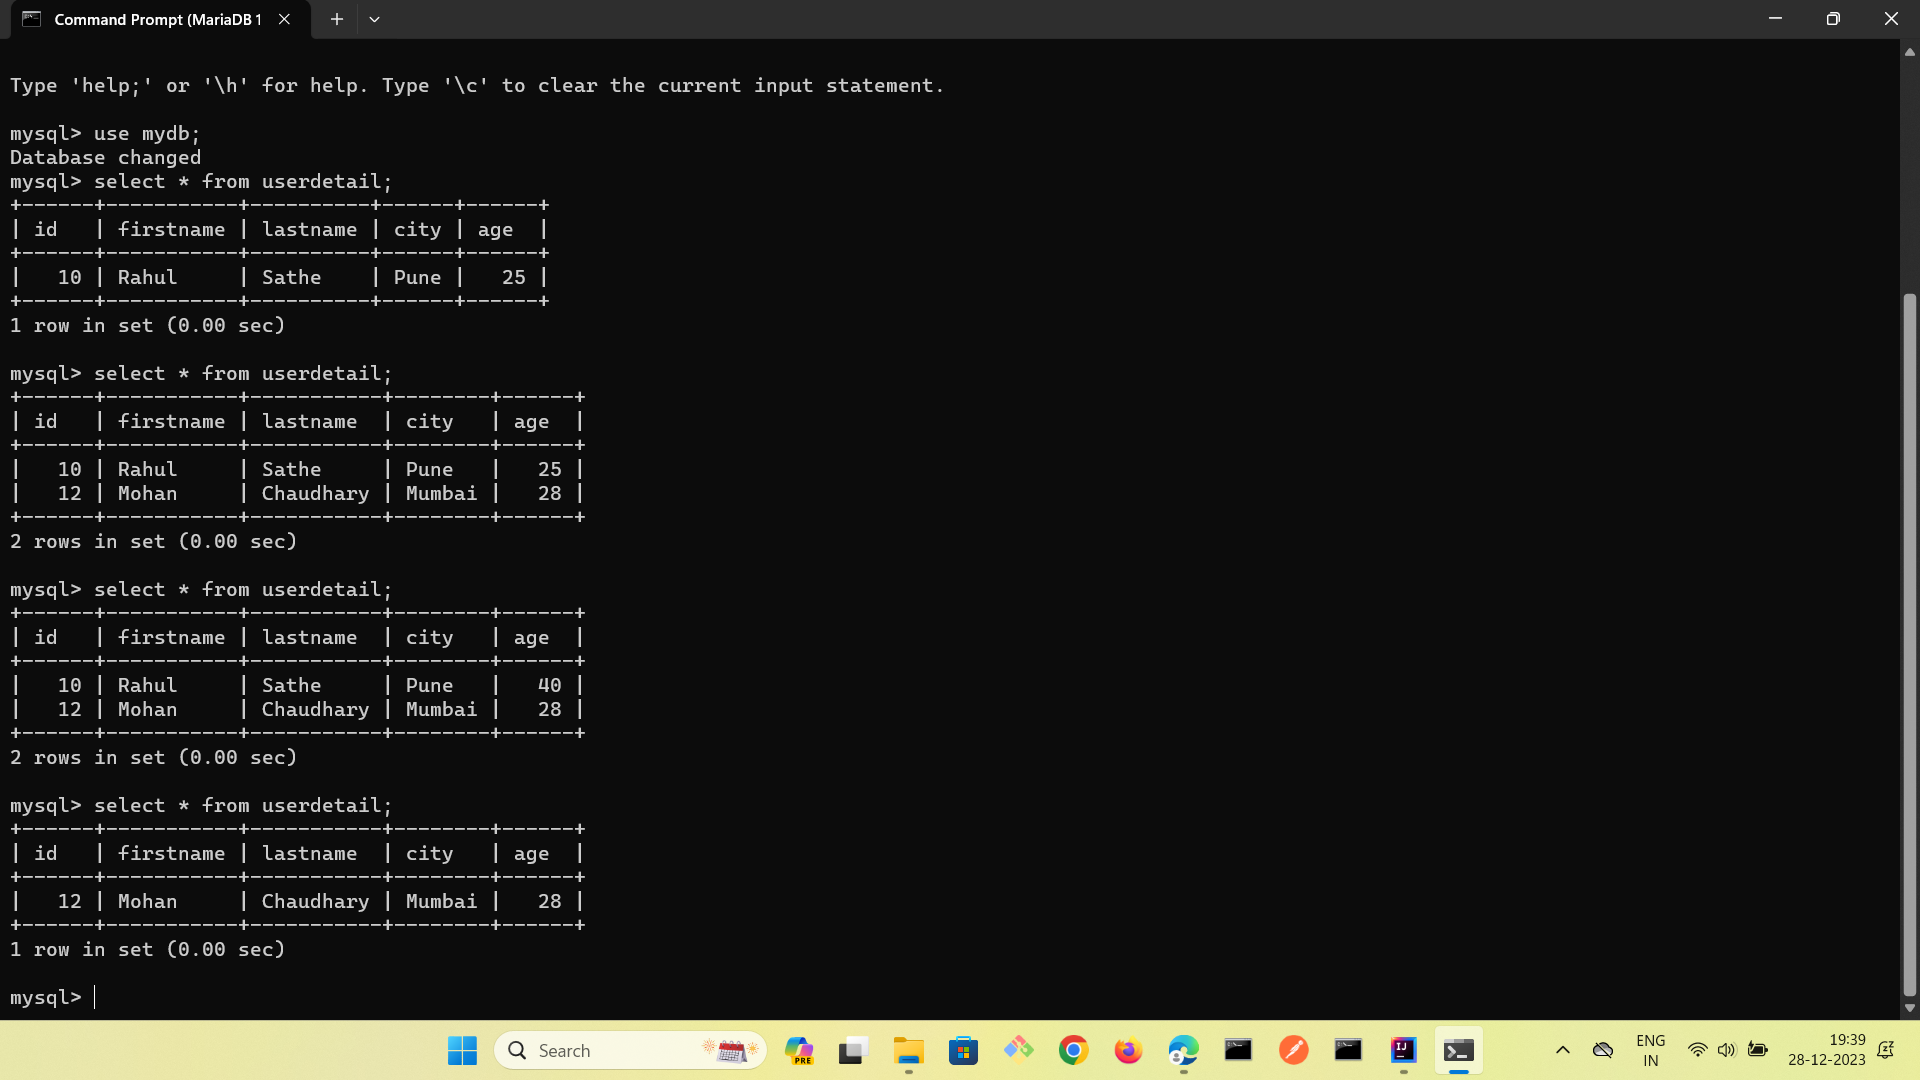 Command Prompt (MariaDB 1
Type 'help;' or '\h' for help. Type '\c' to clear the current input statement.
mysql> use mydb;
Database changed
mysql> select * from userdetail;
+------+-----------+----------+------+------+
| id   | firstname | lastname | city | age  |
+------+-----------+----------+------+------+
|   10 | Rahul     | Sathe    | Pune |   25 |
+------+-----------+----------+------+------+
1 row in set (0.00 sec)
mysql> select * from userdetail;
+------+-----------+-----------+--------+------+
| id   | firstname | lastname  | city   | age  |
+------+-----------+-----------+--------+------+
|   10 | Rahul     | Sathe     | Pune   |   25 |
|   12 | Mohan     | Chaudhary | Mumbai |   28 |
+------+-----------+-----------+--------+------+
2 rows in set (0.00 sec)
mysql> select * from userdetail;
+------+-----------+-----------+--------+------+
| id   | firstname | lastname  | city   | age  |
+------+-----------+-----------+--------+------+
|   10 | Rahul     | Sathe     | Pune   |   40 |
|   12 | Mohan     | Chaudhary | Mumbai |   28 |
+------+-----------+-----------+--------+------+
2 rows in set (0.00 sec)
mysql> select * from userdetail;
+------+-----------+-----------+--------+------+
| id   | firstname | lastname  | city   | age  |
+------+-----------+-----------+--------+------+
|   12 | Mohan     | Chaudhary | Mumbai |   28 |
+------+-----------+-----------+--------+------+
1 row in set (0.00 sec)
mysql>
Search
PRE
IJ
ENG
IN
19:39
28-12-2023